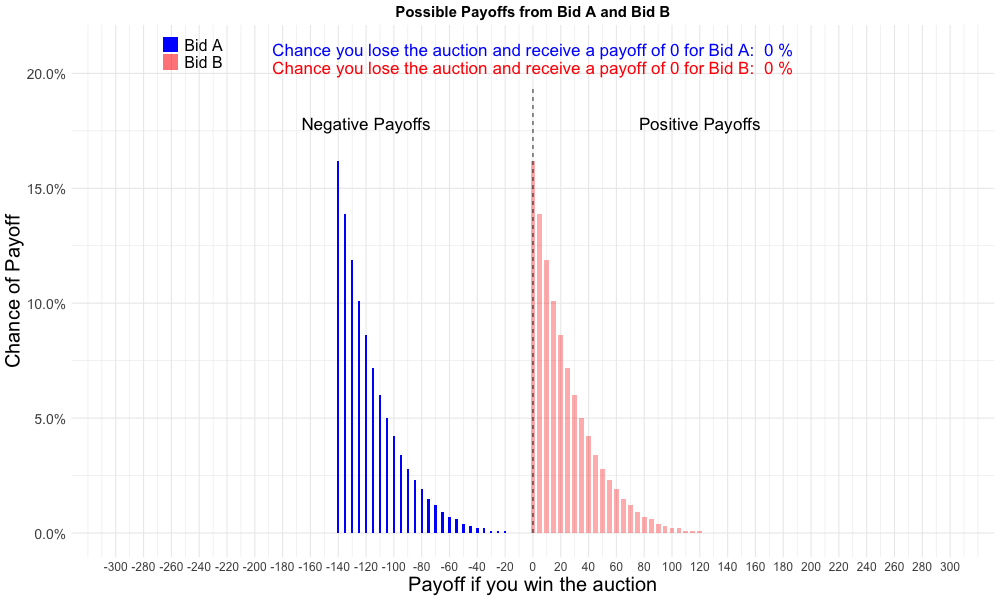 Possible Payoffs from Bid A and Bid B
Bid A
Bid B
Chance you lose the auction and receive a payoff of 0 for Bid A:  0 %
Chance you lose the auction and receive a payoff of 0 for Bid B:  0 %
Negative Payoffs
Positive Payoffs
Chance of Payoff
20.0%
15.0%
10.0%
5.0%
0.0%
-300 -280 -260 -240 -220 -200 -180 -160 -140 -120 -100 -80 -60 -40 -20 0 20 40 60 80 100 120 140 160 180 200 220 240 260 280 300
Payoff if you win the auction